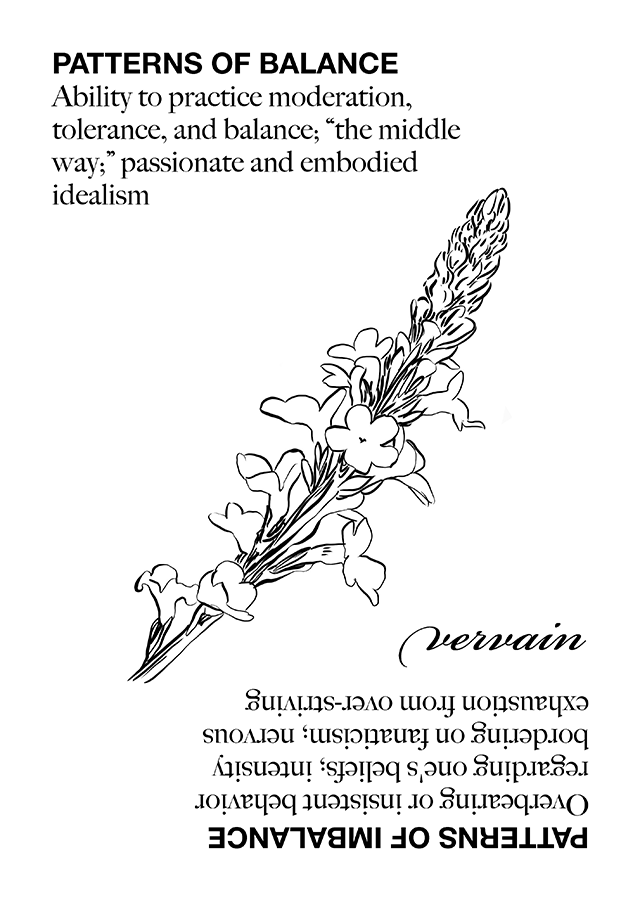 PATTERNS OF BALANCE
Ability to practice moderation,
tolerance, and balance; “the middle
way;” passionate and embodied
idealism
vervain
PATTERNS OF IMBALANCE
Overbearing or insistent behavior
regarding one's beliefs; intensity
bordering on fanaticism; nervous
exhaustion from over-striving